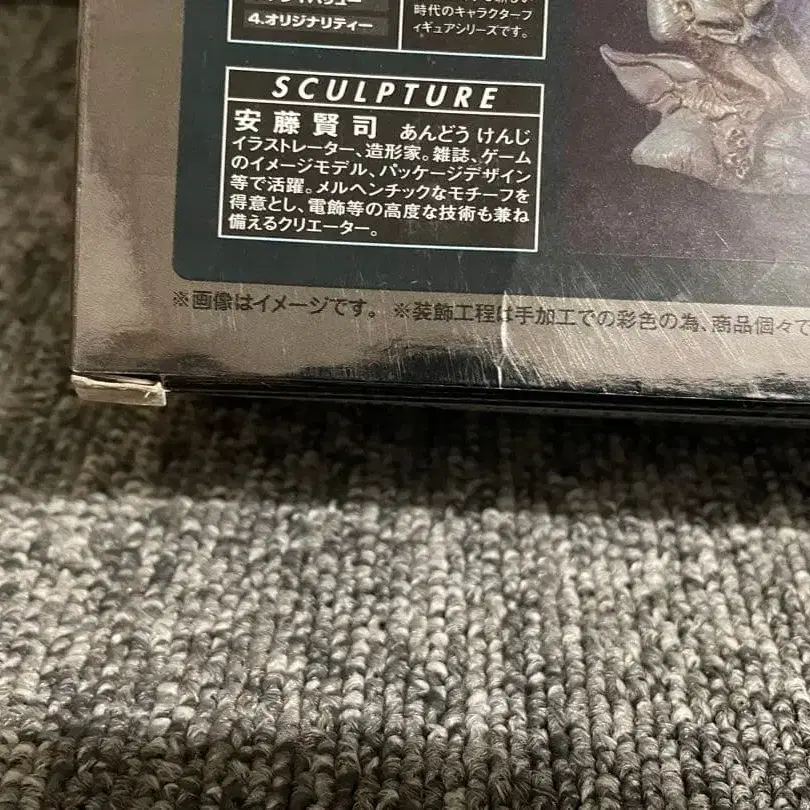 4.オリジナリティー
時代のキャラクターフ
ィギュアシリーズです。
SCULPTURE
安藤賢司 あんどう けんじ
イラストレーター、造形家。雑誌、ゲーム
のイメージモデル、パッケージデザイン
等で活躍。メルヘンチックなモチーフを
得意とし、電飾等の高度な技術も兼ね
備えるクリエーター。
※画像はイメージです。 ※装飾工程は手加工での彩色の為、商品個々で